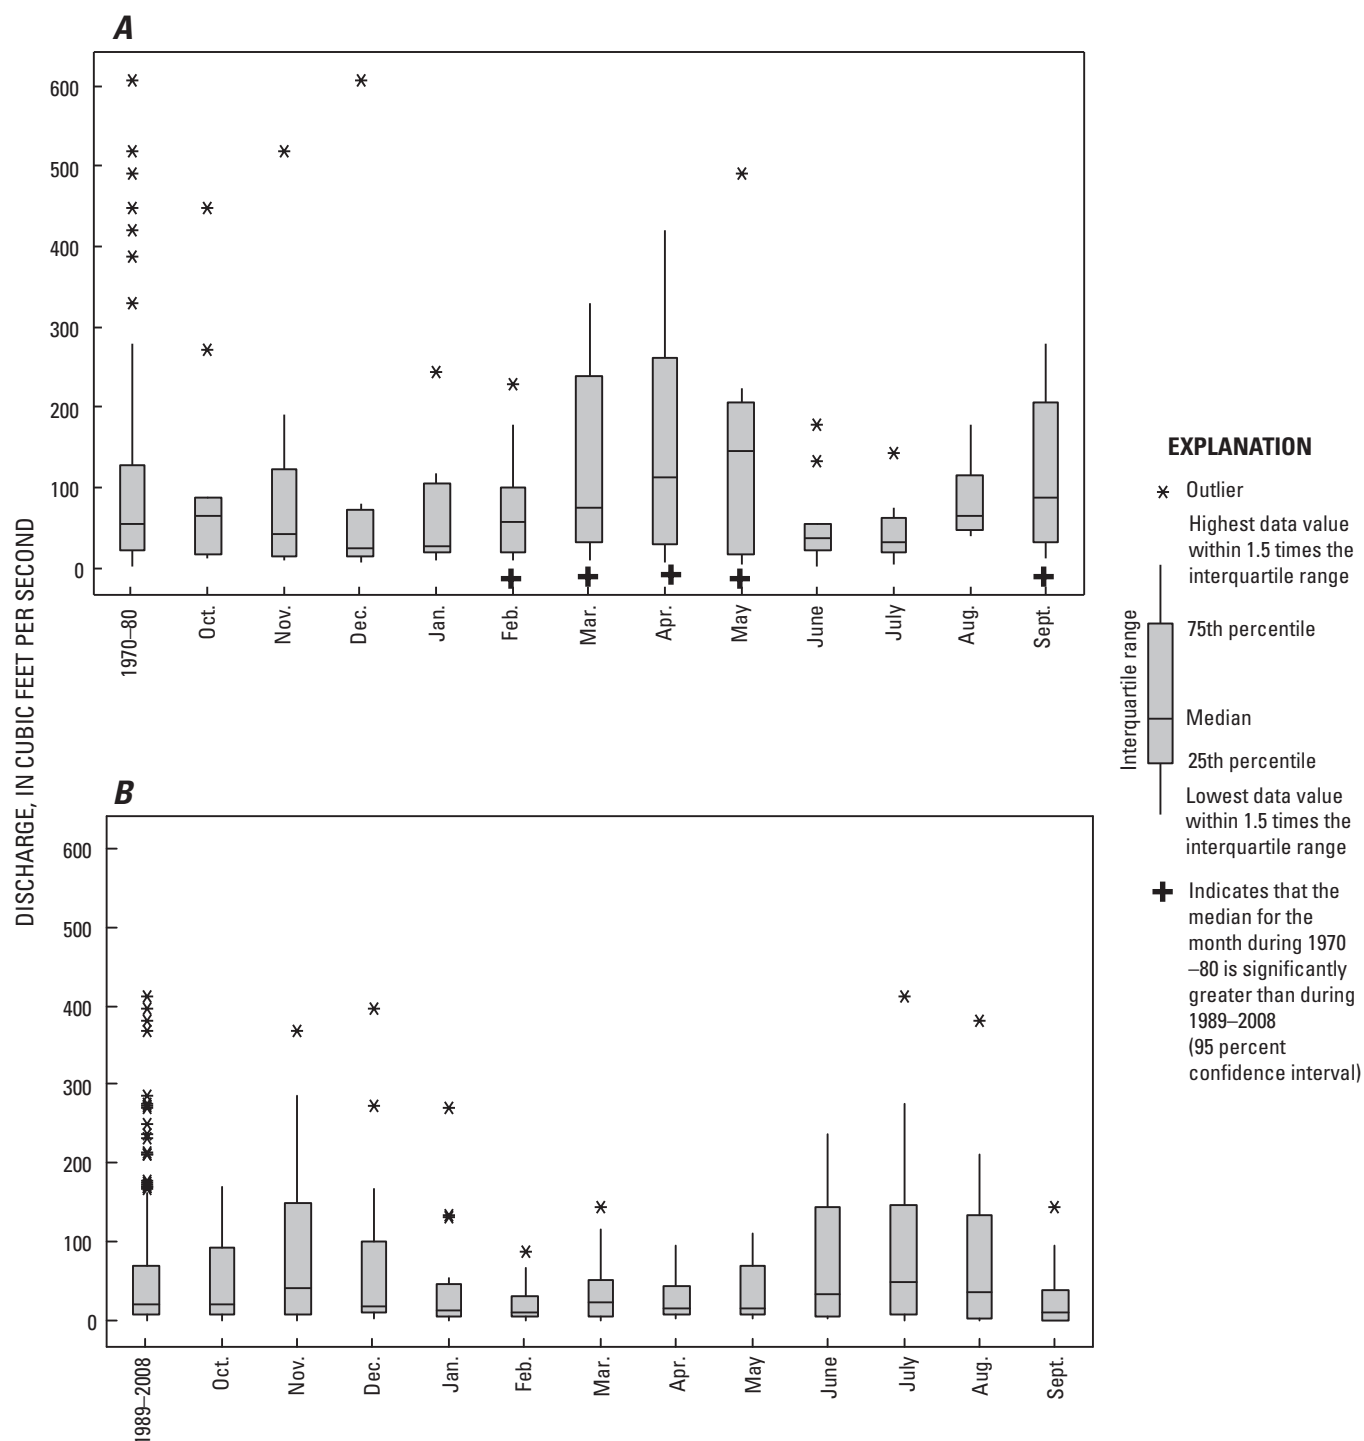 A
DISCHARGE, IN CUBIC FEET PER SECOND
600
500
400
300
200
100
0
1970–80
Oct.
Nov.
Dec.
Jan.
Feb.
Mar.
Apr.
May
June
July
Aug.
Sept.
B
600
500
400
300
200
100
0
1989–2008
Oct.
Nov.
Dec.
Jan.
Feb.
Mar.
Apr.
May
June
July
Aug.
Sept.
EXPLANATION
Outlier
Highest data value
within 1.5 times the
interquartile range
Interquartile range
75th percentile
Median
25th percentile
Lowest data value
within 1.5 times the
interquartile range
Indicates that the
median for the
month during 1970
–80 is significantly
greater than during
1989–2008
(95 percent
confidence interval)